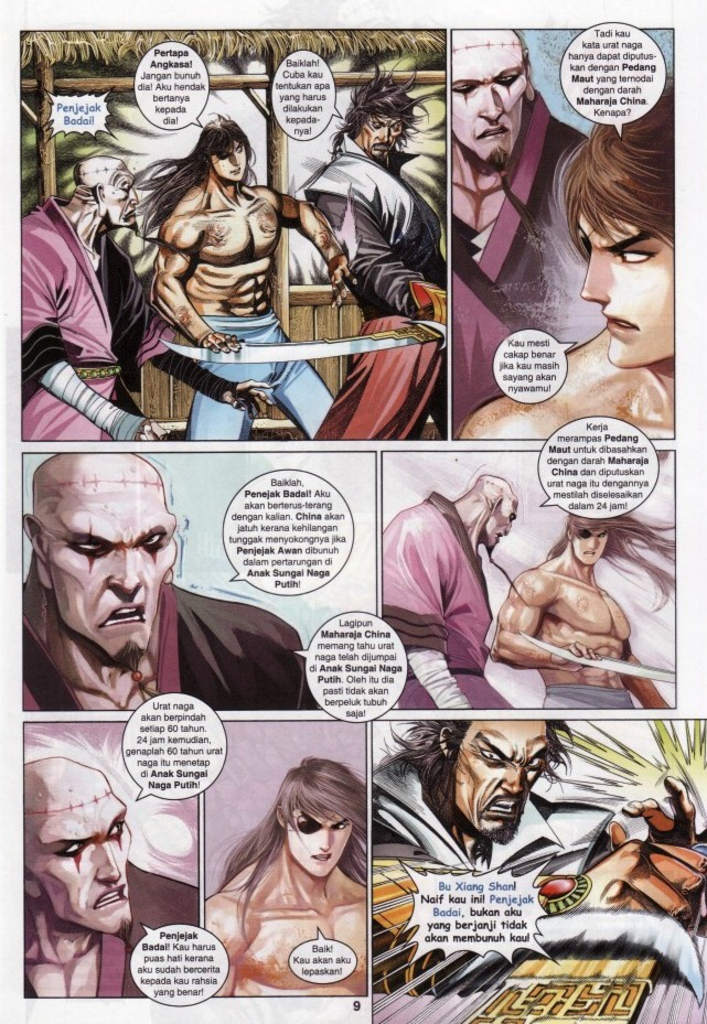 Penjejak
Badai!
Pertapa
Angkasa!
Jangan bunuh
dia! Aku hendak
bertanya
kepada
dia!
Baiklah!
Cuba kau
tentukan apa
yang harus
dilakukan
kepada-
nya!
Tadi kau
kata urat naga
hanya dapat diputus-
kan dengan Pedang
Maut yang ternodai
dengan darah
Maharaja China.
Kenapa?
Kau mesti
cakap benar
jika masih
sayang akan
nyawamu!
Baiklah,
Penejak Badai! Aku
akan berterus-terang
dengan kalian. China akan
jatuh kerana kehilangan
tunggak menyokongnya jika
Penjejak Awan dibunuh
dalam pertarungan di
Anak Sungai Naga
Putih!
Lagipun
Maharaja China
memang tahu urat
naga telah dijumpai
di Anak Sungai Naga
Putih. Oleh itu dia
pasti tidak akan
berpeluk tubuh
saja!
Kerja
merampas Pedang
Maut untuk dibasahkan
dengan darah Maharaja
China dan diputuskan
urat naga itu dengannya
mestilah diselesaikan
dalam 24 jam!
Urat naga
akan berpindah
setiap 60 tahun.
24 jam kemudian,
genaplah 60 tahun urat
naga itu menetap
di Anak Sungai
Naga Putih!
Penjejak
Badai! Kau harus
puas hati kerana
aku sudah bercerita
kepada kau rahsia
yang benar!
Baik!
Kau akan aku
lepaskan!
Bu Xiang Shan!
Naif kau ini! Penjejak
Badai, bukan aku
yang berjanji tidak
akan membunuh kau!
9